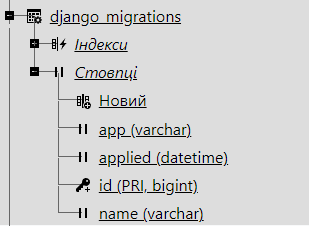 django_migrations
Індекси
Стовпці
Новий
app (varchar)
applied (datetime)
id (PRI, bigint)
name (varchar)